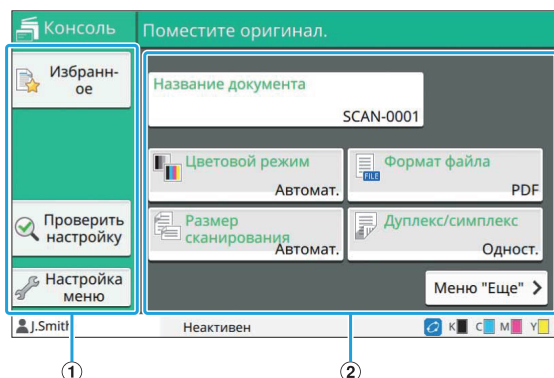 Консоль
Поместите оригинал.
Избранн-
ое
Проверить
настройку
Настройка
меню
Название документа
SCAN-0001
Цветовой режим
Автомат.
Формат файла
FILE
PDF
Размер
сканирования
Автомат.
Дуплекс/симплекс
Одност.
Меню "Еще"
J.Smith
Неактивен
K C M Y
1
2